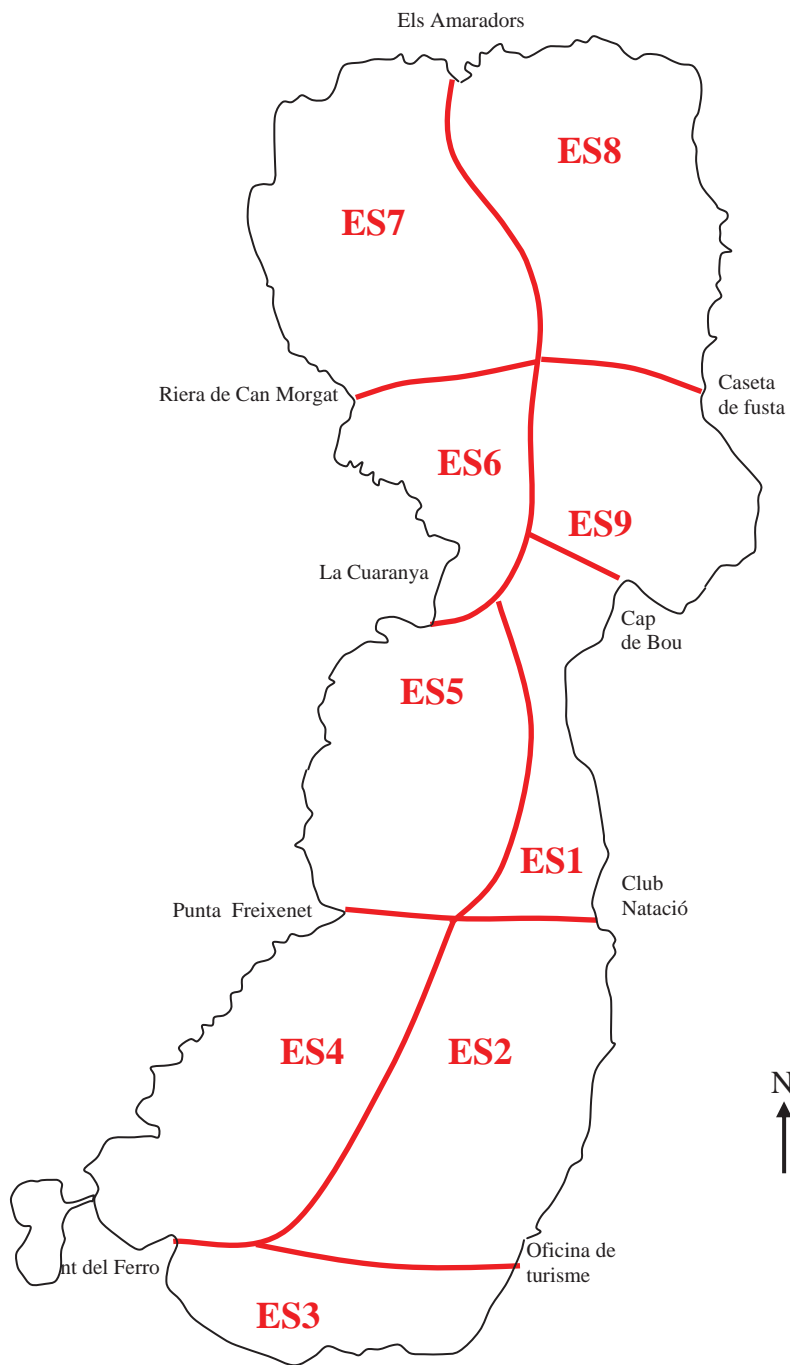 Els Amaradors
ES8
ES7
Riera de Can Morgat
Caseta
de fusta
ES6
ES9
La Cuaranya
Cap
de Bou
ES5
ES1
Club
Natació
Punta Freixenet
ES4
ES2
N
Oficina de
turisme
nt del Ferro
ES3